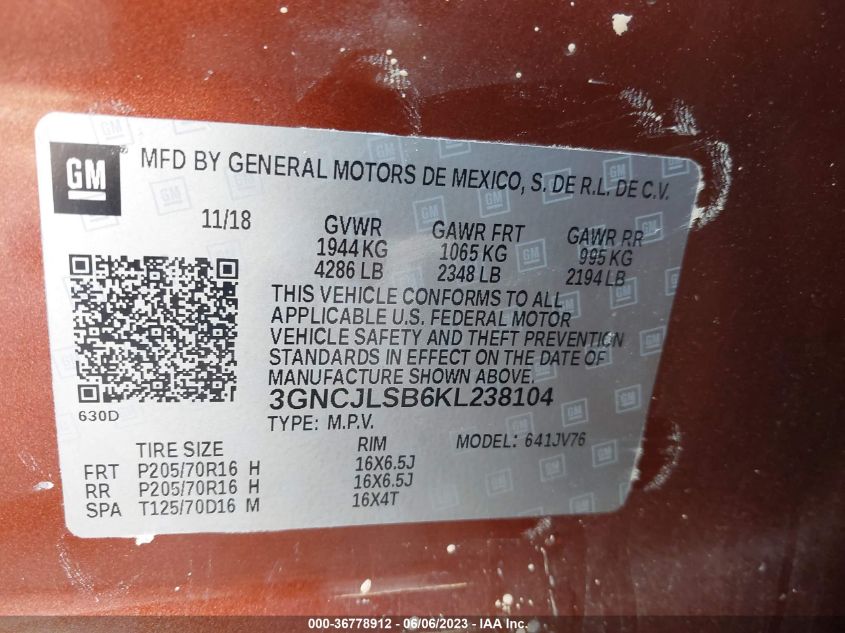 GM
MFD BY GENERAL MOTORS DE MEXICO, S. DE R.L. DE C.V.
11/18 GVWR GAWR FRT GAWR RR
1944 KG 1065 KG 995 KG
4286 LB 2348 LB 2194 LB
THIS VEHICLE CONFORMS TO ALL
APPLICABLE U.S. FEDERAL MOTOR
VEHICLE SAFETY AND THEFT PREVENTION
STANDARDS IN EFFECT ON THE DATE OF
MANUFACTURE SHOWN ABOVE.
630D
3GNCJLSB6KL238104
TYPE: M.P.V. MODEL: 641JV76
TIRE SIZE RIM
FRT P205/70R16 H 16X6.5J
RR P205/70R16 H 16X6.5J
SPA T125/70D16 M 16X4T
000-36778912 - 06/06/2023 - IAA Inc.